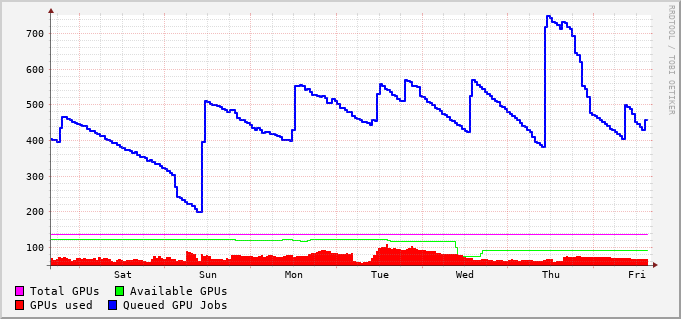 700
600
500
400
300
200
100
Sat Sun Mon Tue Wed Thu Fri
Total GPUs Available GPUs
GPUs used Queued GPU Jobs
RRDTOOL / TOBI OETIKER